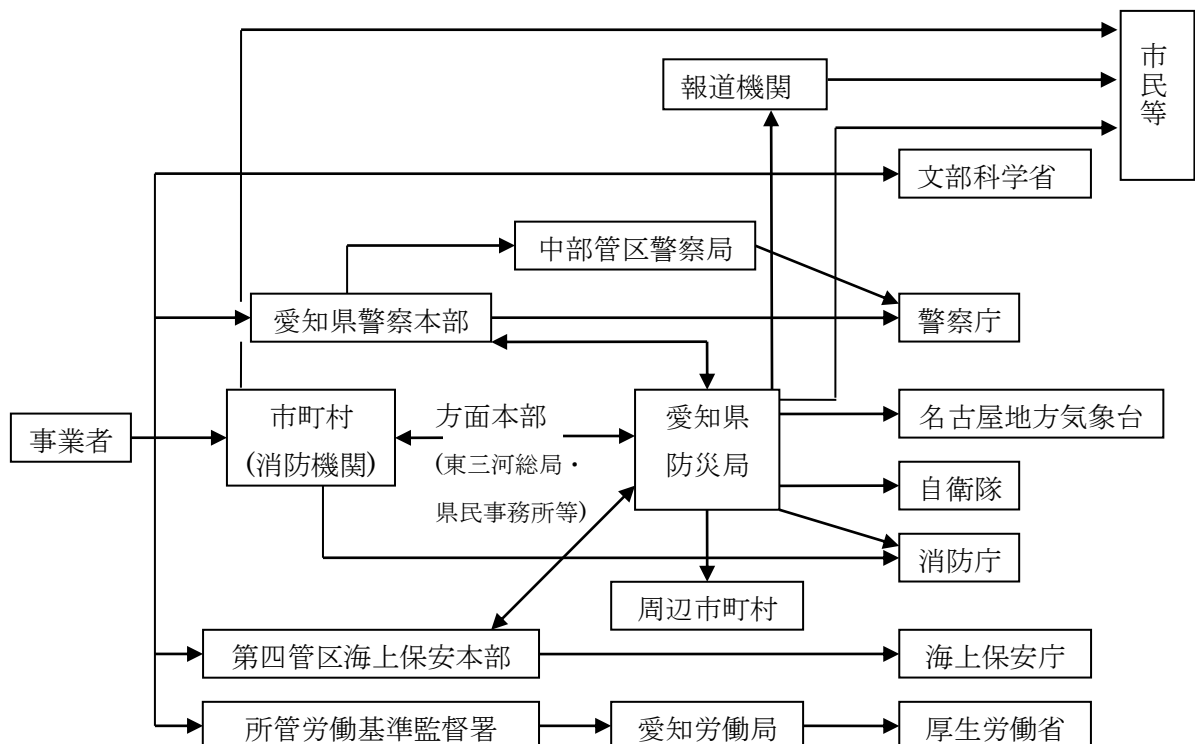 市民等
報道機関
文部科学省
中部管区警察局
愛知県警察本部
警察庁
市町村
(消防機関)
方面本部
(東三河総局・
県民事務所等)
愛知県
防災局
名古屋地方気象台
事業者
自衛隊
消防庁
周辺市町村
第四管区海上保安本部
海上保安庁
所管労働基準監督署
愛知労働局
厚生労働省